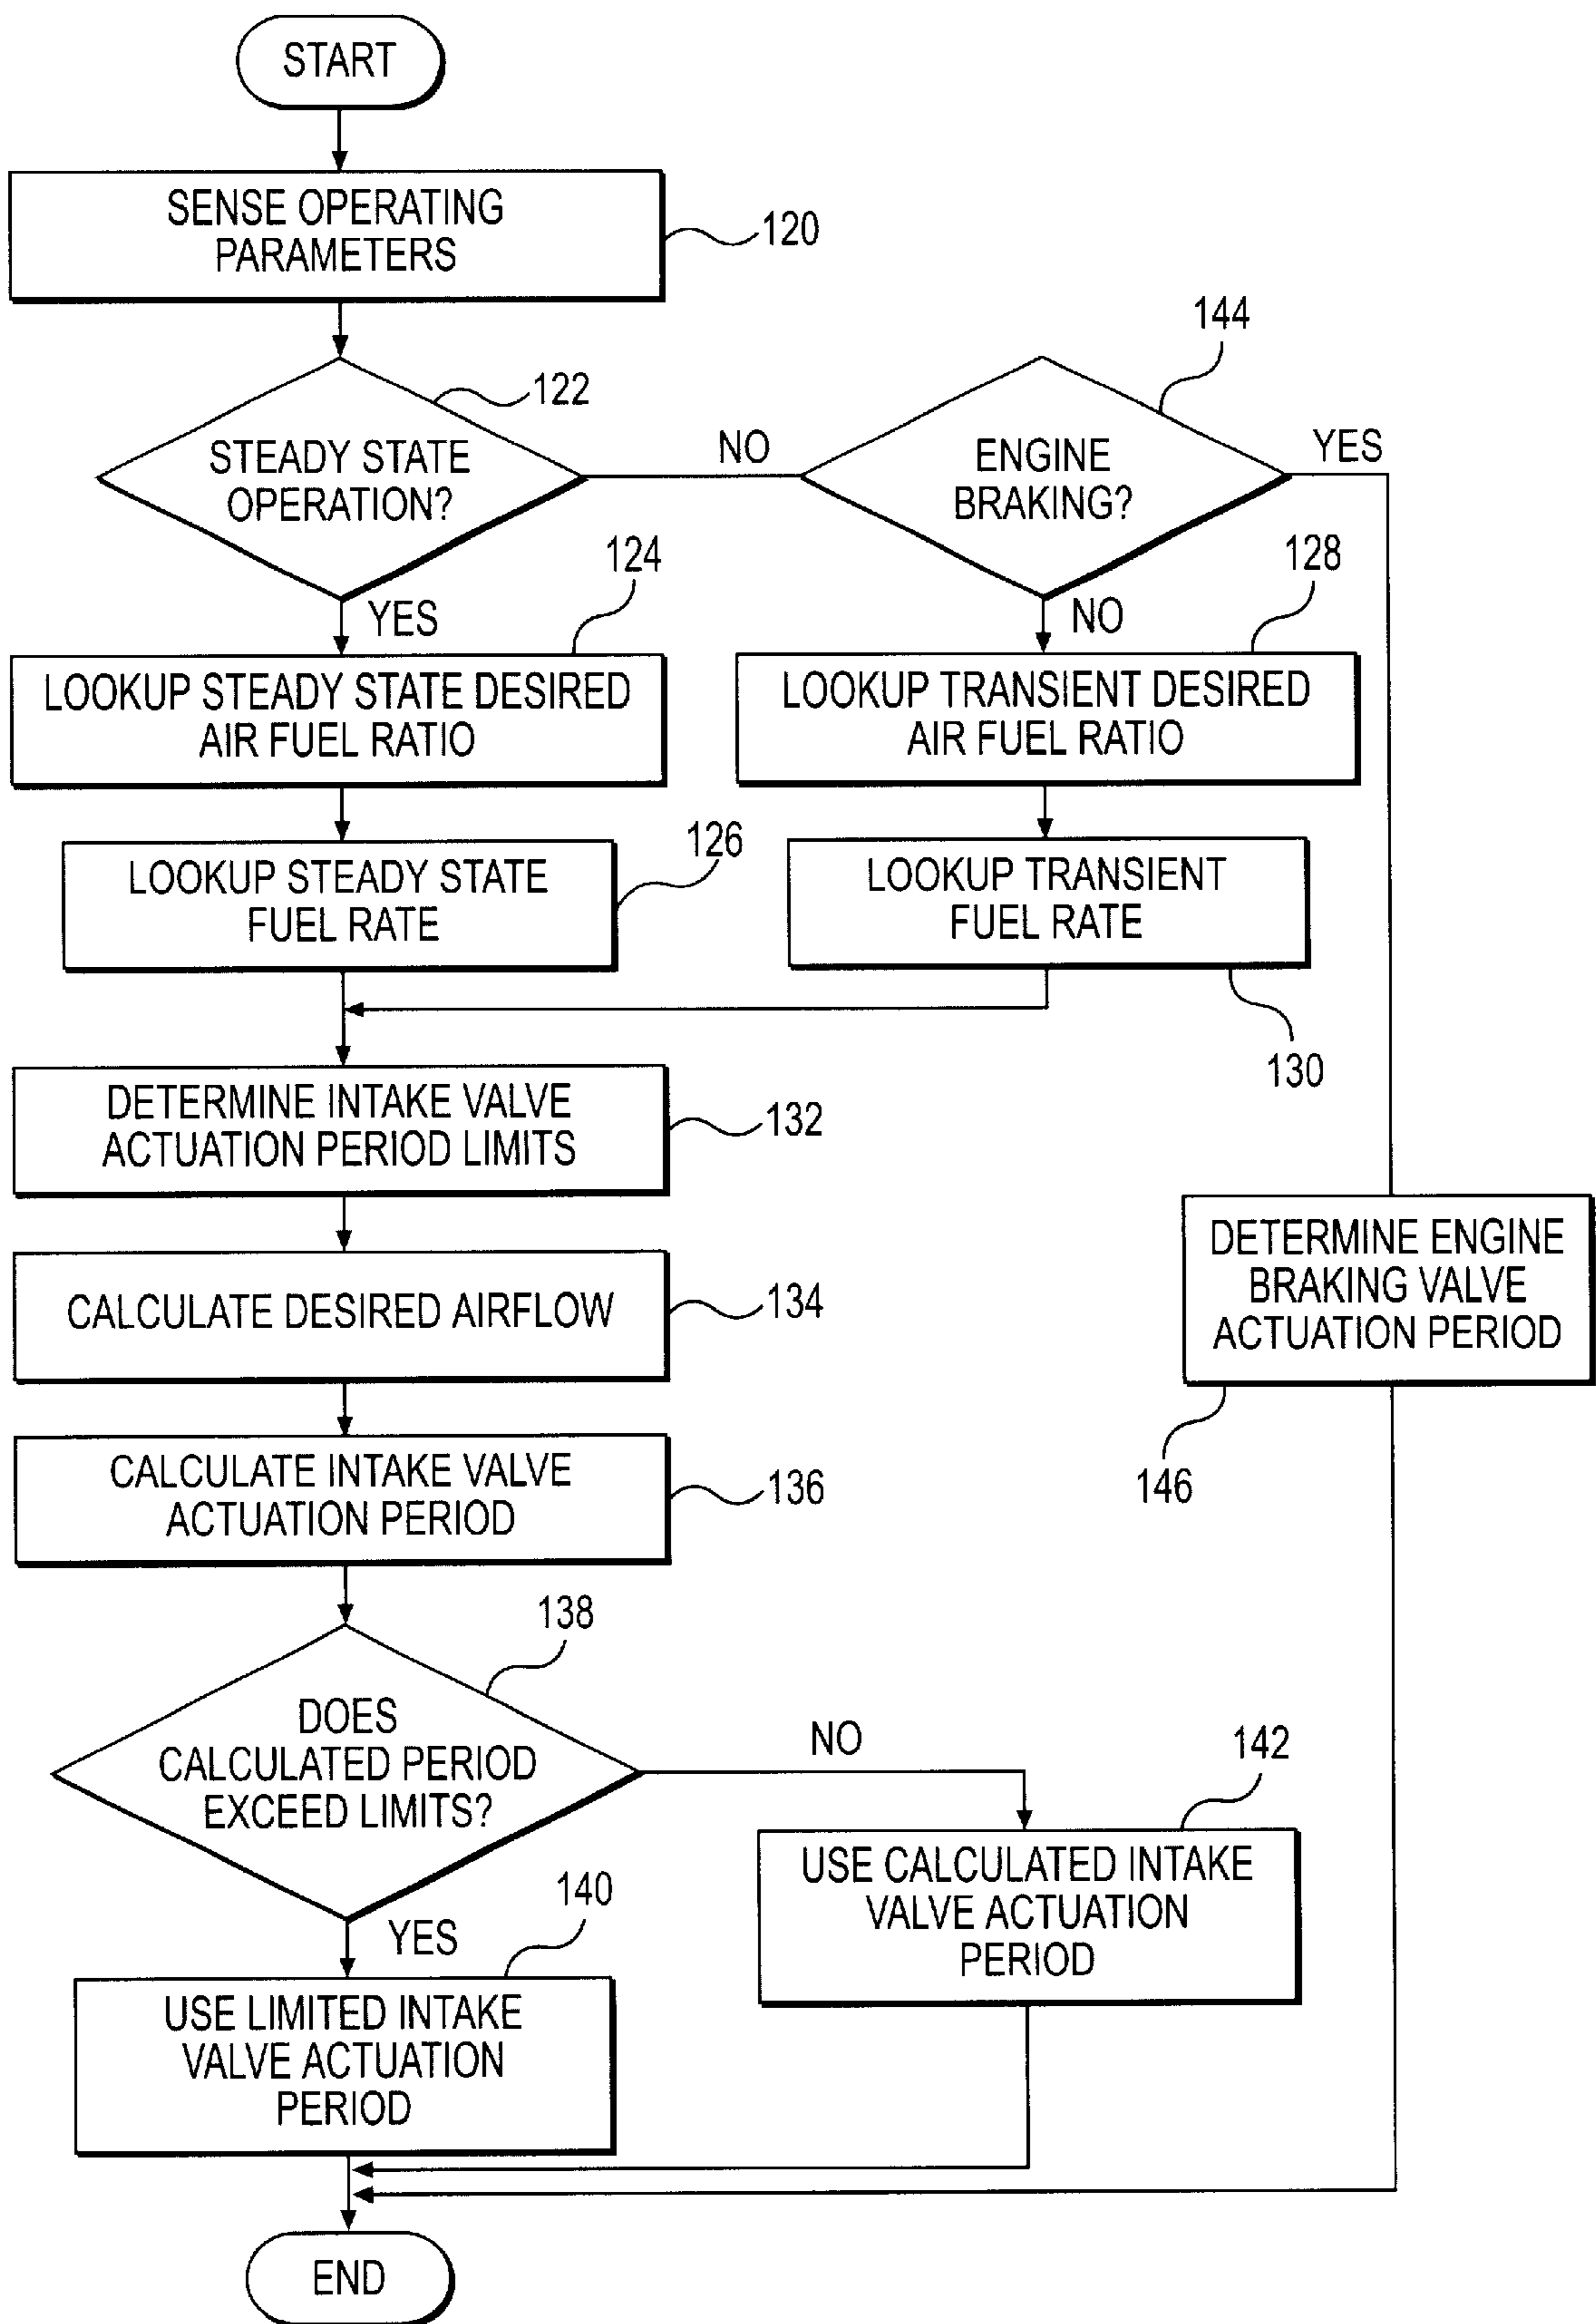 START
SENSE OPERATING
PARAMETERS
120
144
122
STEADY STATE
OPERATION?
NO
ENGINE
BRAKING?
YES
124
128
YES
NO
LOOKUP STEADY STATE DESIRED
AIR FUEL RATIO
LOOKUP TRANSIENT DESIRED
AIR FUEL RATIO
126
LOOKUP STEADY STATE
FUEL RATE
LOOKUP TRANSIENT
FUEL RATE
130
DETERMINE INTAKE VALVE
ACTUATION PERIOD LIMITS
132
DETERMINE ENGINE
BRAKING VALVE
ACTUATION PERIOD
CALCULATE DESIRED AIRFLOW
134
CALCULATE INTAKE VALVE
ACTUATION PERIOD
136
146
138
DOES
CALCULATED PERIOD
EXCEED LIMITS?
NO
142
USE CALCULATED INTAKE
VALVE ACTUATION
PERIOD
140
YES
USE LIMITED INTAKE
VALVE ACTUATION
PERIOD
END